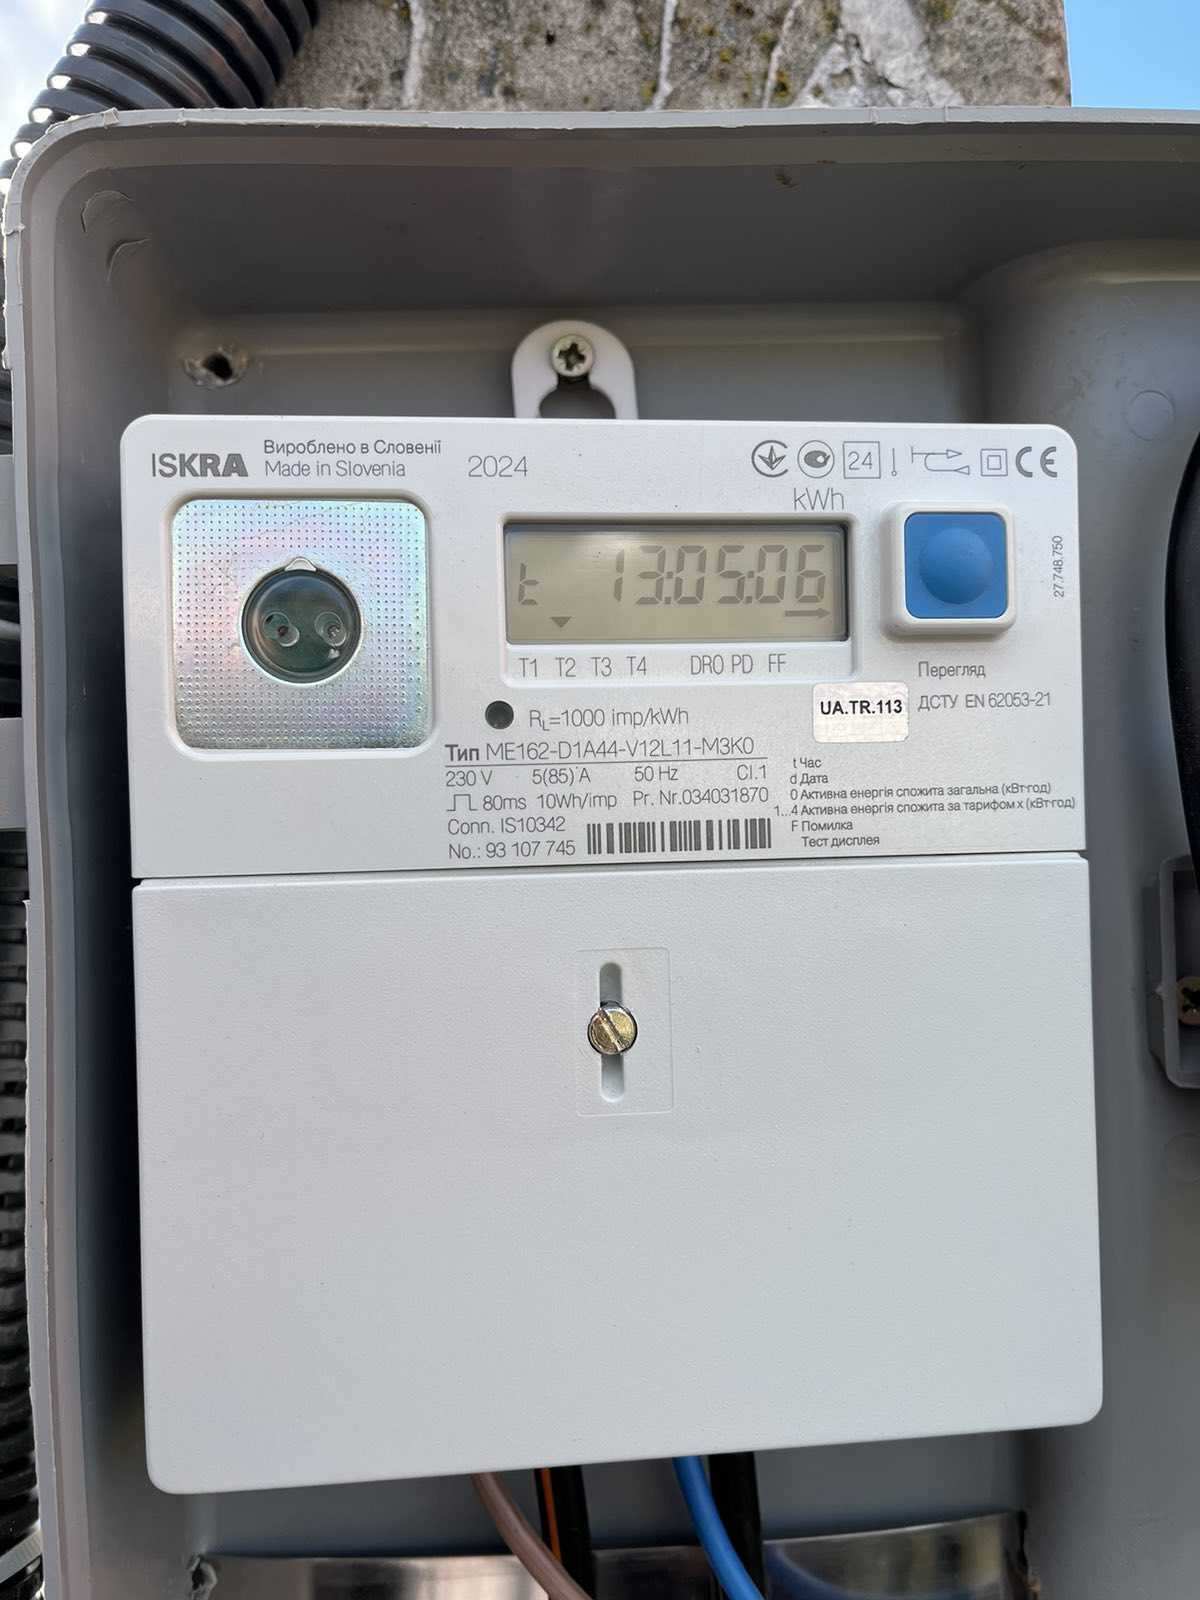 ISKRA
Вироблено в Словенії
Made in Slovenia
2024
24
CE
kWh
t 13:05:06
27.748.750
T1 T2 T3 T4 DRO PD FF
Перегляд
RL=1000 imp/kWh
UA.TR.113
ДСТУ EN 62053-21
Тип ME162-D1A44-V12L11-M3K0
230 V 5(85) A 50 Hz Cl.1
80ms 10Wh/imp Pr. Nr.034031870
Conn. IS10342
No.: 93 107 745
t Час
d Дата
0 Активна енергія спожита загальна (кВт·год)
1...4 Активна енергія спожита за тарифом x (кВт·год)
F Помилка
Тест дисплея